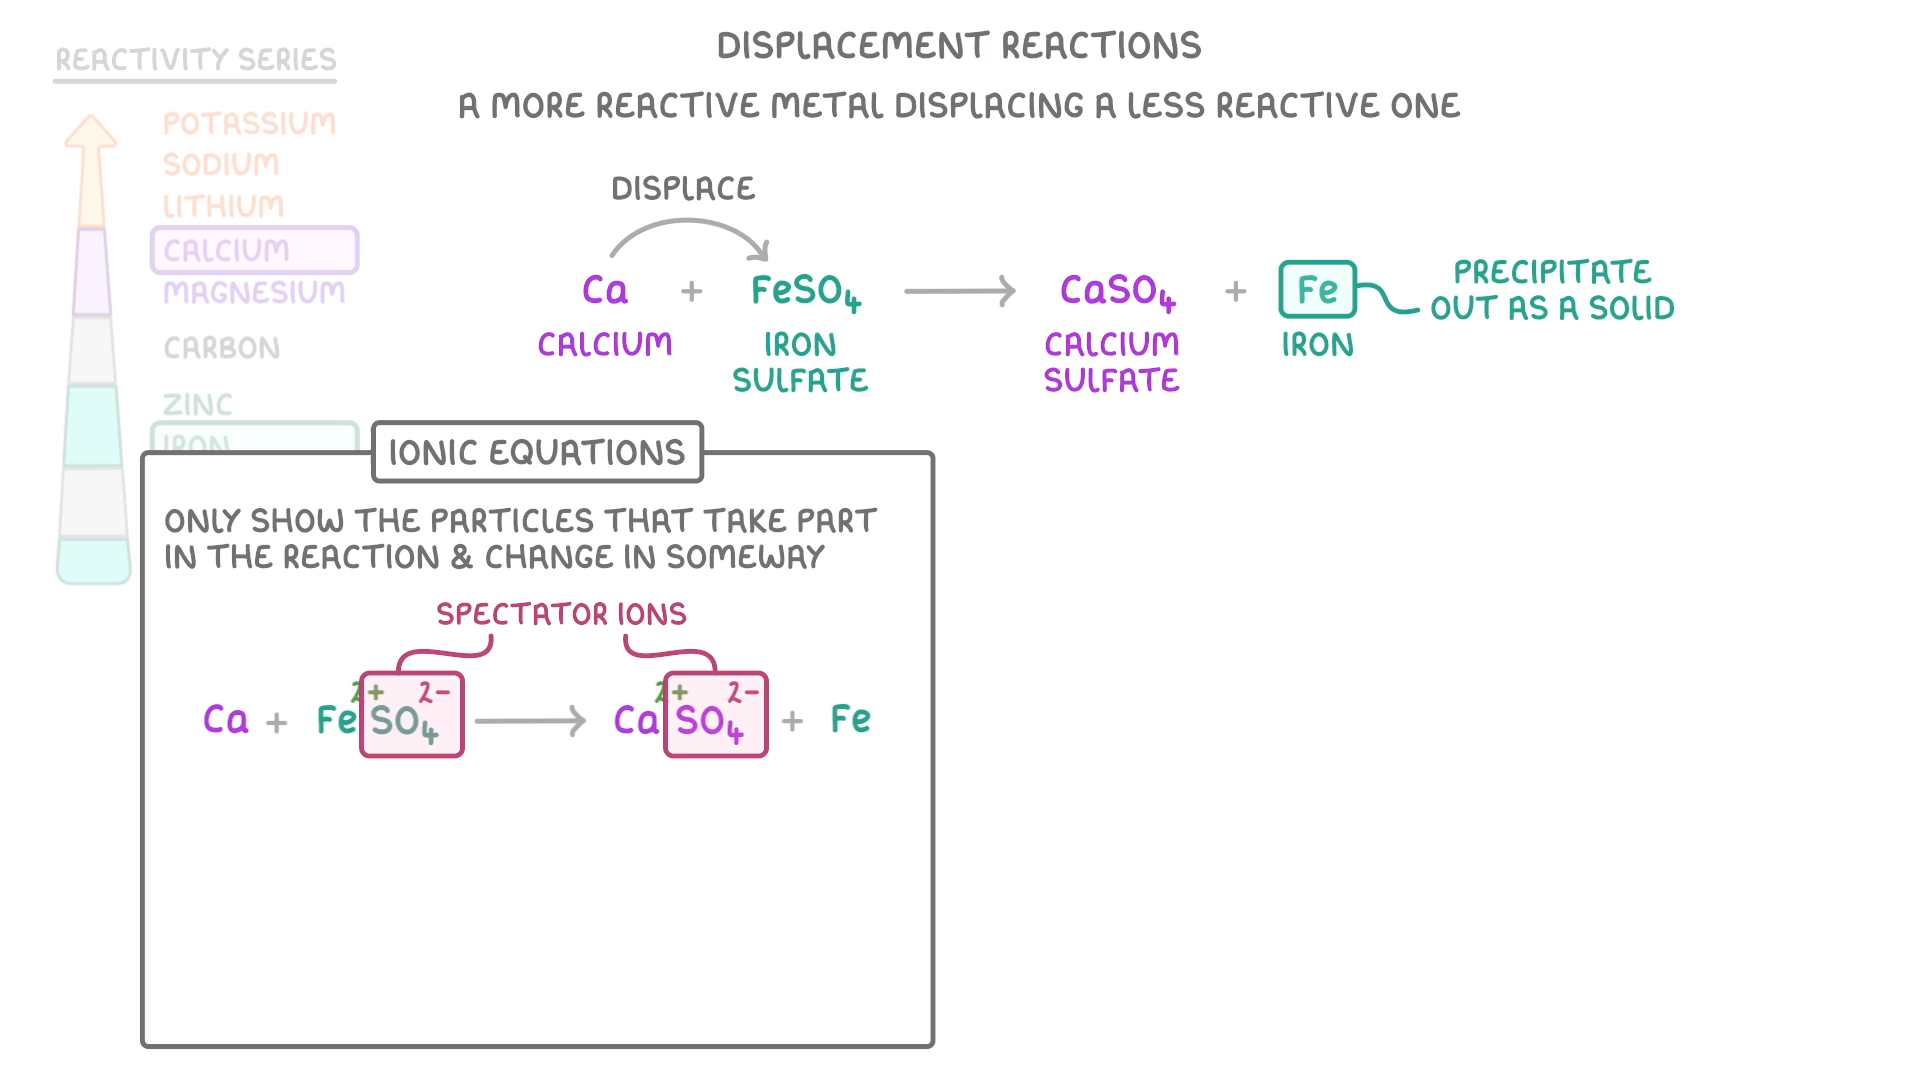 REACTIVITY SERIES
POTASSIUM
SODIUM
LITHIUM
CALCIUM
MAGNESIUM
CARBON
ZINC
IRON
DISPLACEMENT REACTIONS
A MORE REACTIVE METAL DISPLACING A LESS REACTIVE ONE
DISPLACE
Ca + FeSO₄ → CaSO₄ + Fe
CALCIUM
IRON
SULFATE
CALCIUM
SULFATE
IRON
PRECIPITATE
OUT AS A SOLID
IONIC EQUATIONS
ONLY SHOW THE PARTICLES THAT TAKE PART
IN THE REACTION & CHANGE IN SOMEWAY
SPECTATOR IONS
Ca + Fe²⁺SO₄²⁻ → Ca²⁺SO₄²⁻ + Fe